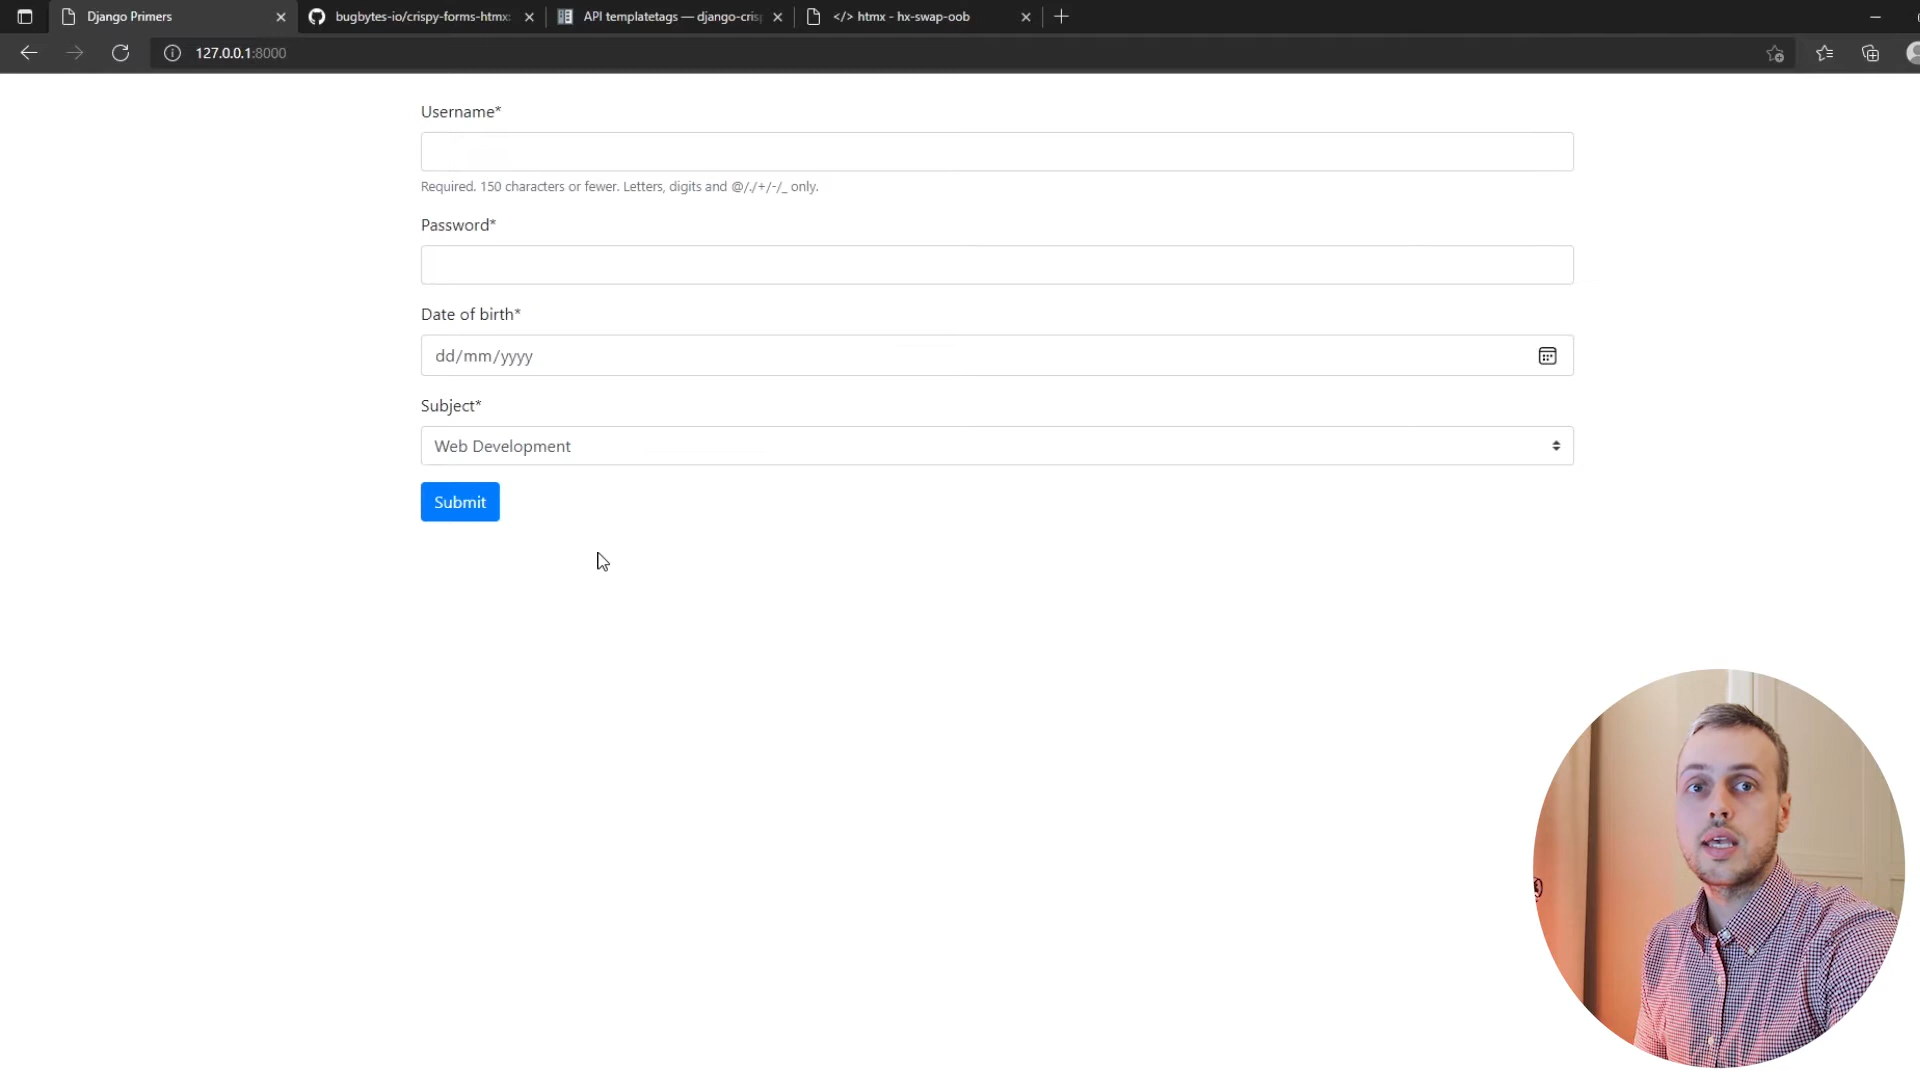 Django Primers
bugbytes-io/crispy-forms-htmx
API templatetags — django-cris
</> htmx - hx-swap-oob
127.0.0.1:8000
Username*
Required. 150 characters or fewer. Letters, digits and @/./+/-/_ only.
Password*
Date of birth*
dd/mm/yyyy
Subject*
Web Development
Submit